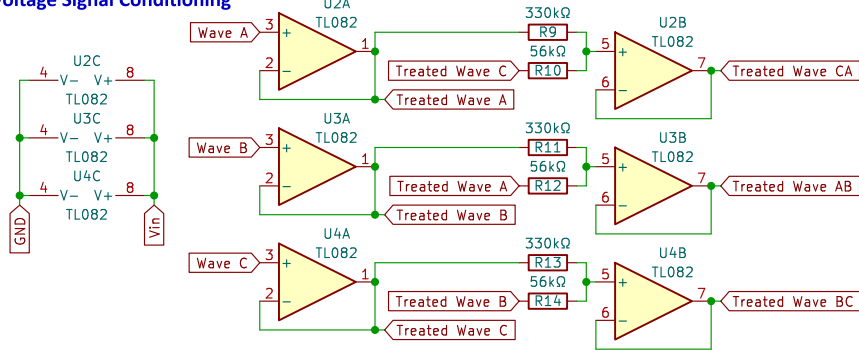 Voltage Signal Conditioning
U2C
4 V- V+ 8
TL082
U3C
4 V- V+ 8
TL082
U4C
4 V- V+ 8
TL082
GND
Vin
U2A
TL082
Wave A
3
+
2
-
1
330kΩ
R9
56kΩ
Treated Wave C
R10
Treated Wave A
U2B
TL082
5
+
6
-
7
Treated Wave CA
U3A
TL082
Wave B
3
+
2
-
1
330kΩ
R11
56kΩ
Treated Wave A
R12
Treated Wave B
U3B
TL082
5
+
6
-
7
Treated Wave AB
U4A
TL082
Wave C
3
+
2
-
1
330kΩ
R13
56kΩ
Treated Wave B
R14
Treated Wave C
U4B
TL082
5
+
6
-
7
Treated Wave BC